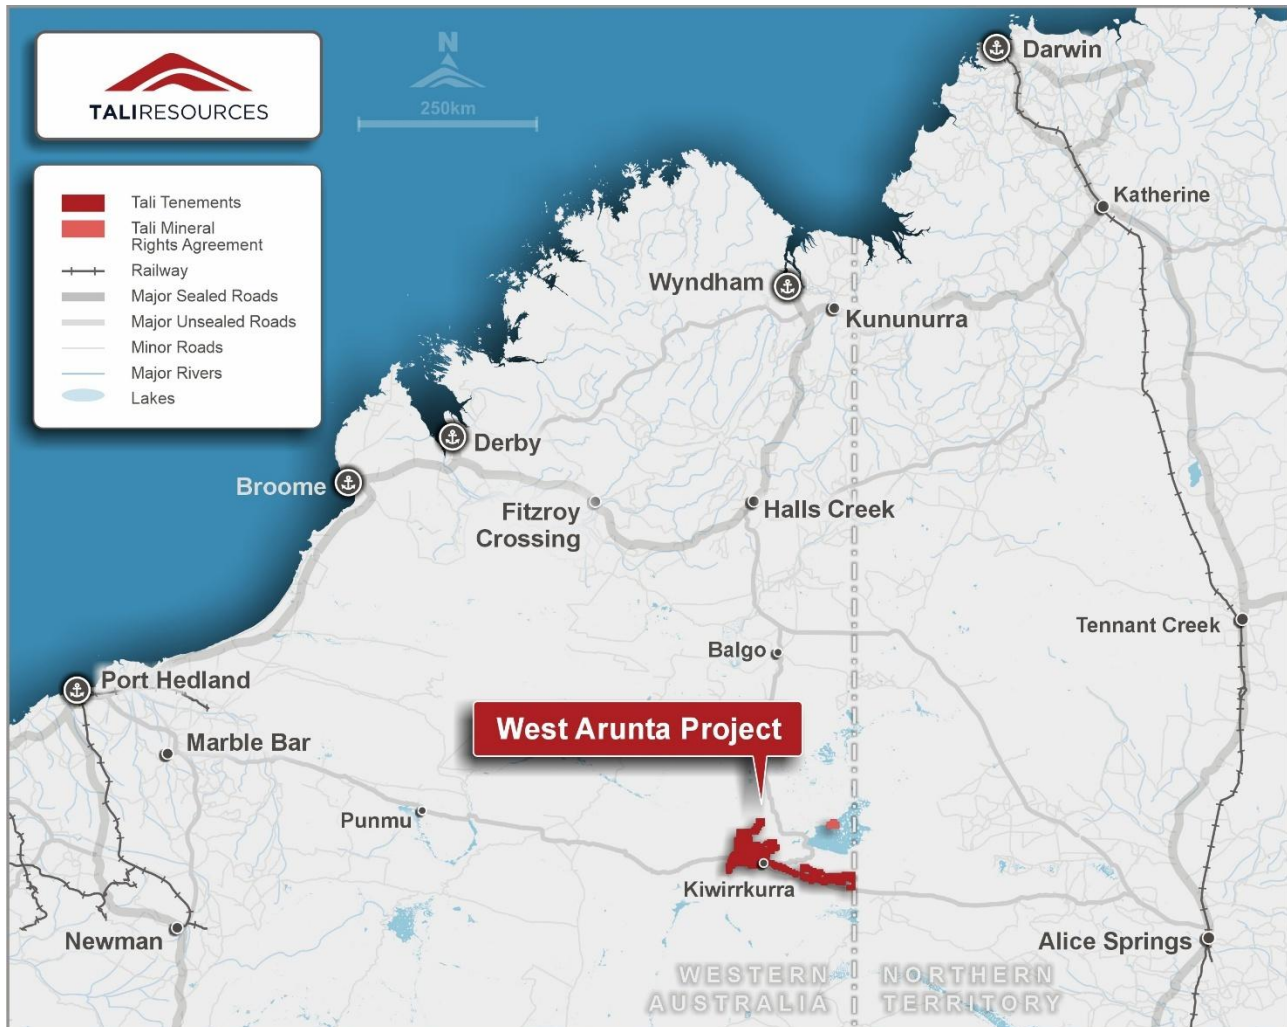 TALIRESOURCES
N
250km
Tali Tenements
Tali Mineral
Rights Agreement
Railway
Major Sealed Roads
Major Unsealed Roads
Minor Roads
Major Rivers
Lakes
Darwin
Katherine
Wyndham
Kununurra
Derby
Broome
Fitzroy
Crossing
Halls Creek
Tennant Creek
Balgo
Port Hedland
West Arunta Project
Marble Bar
Punmu
Kiwirrkurra
Newman
Alice Springs
WESTERN
AUSTRALIA
NORTHERN
TERRITORY